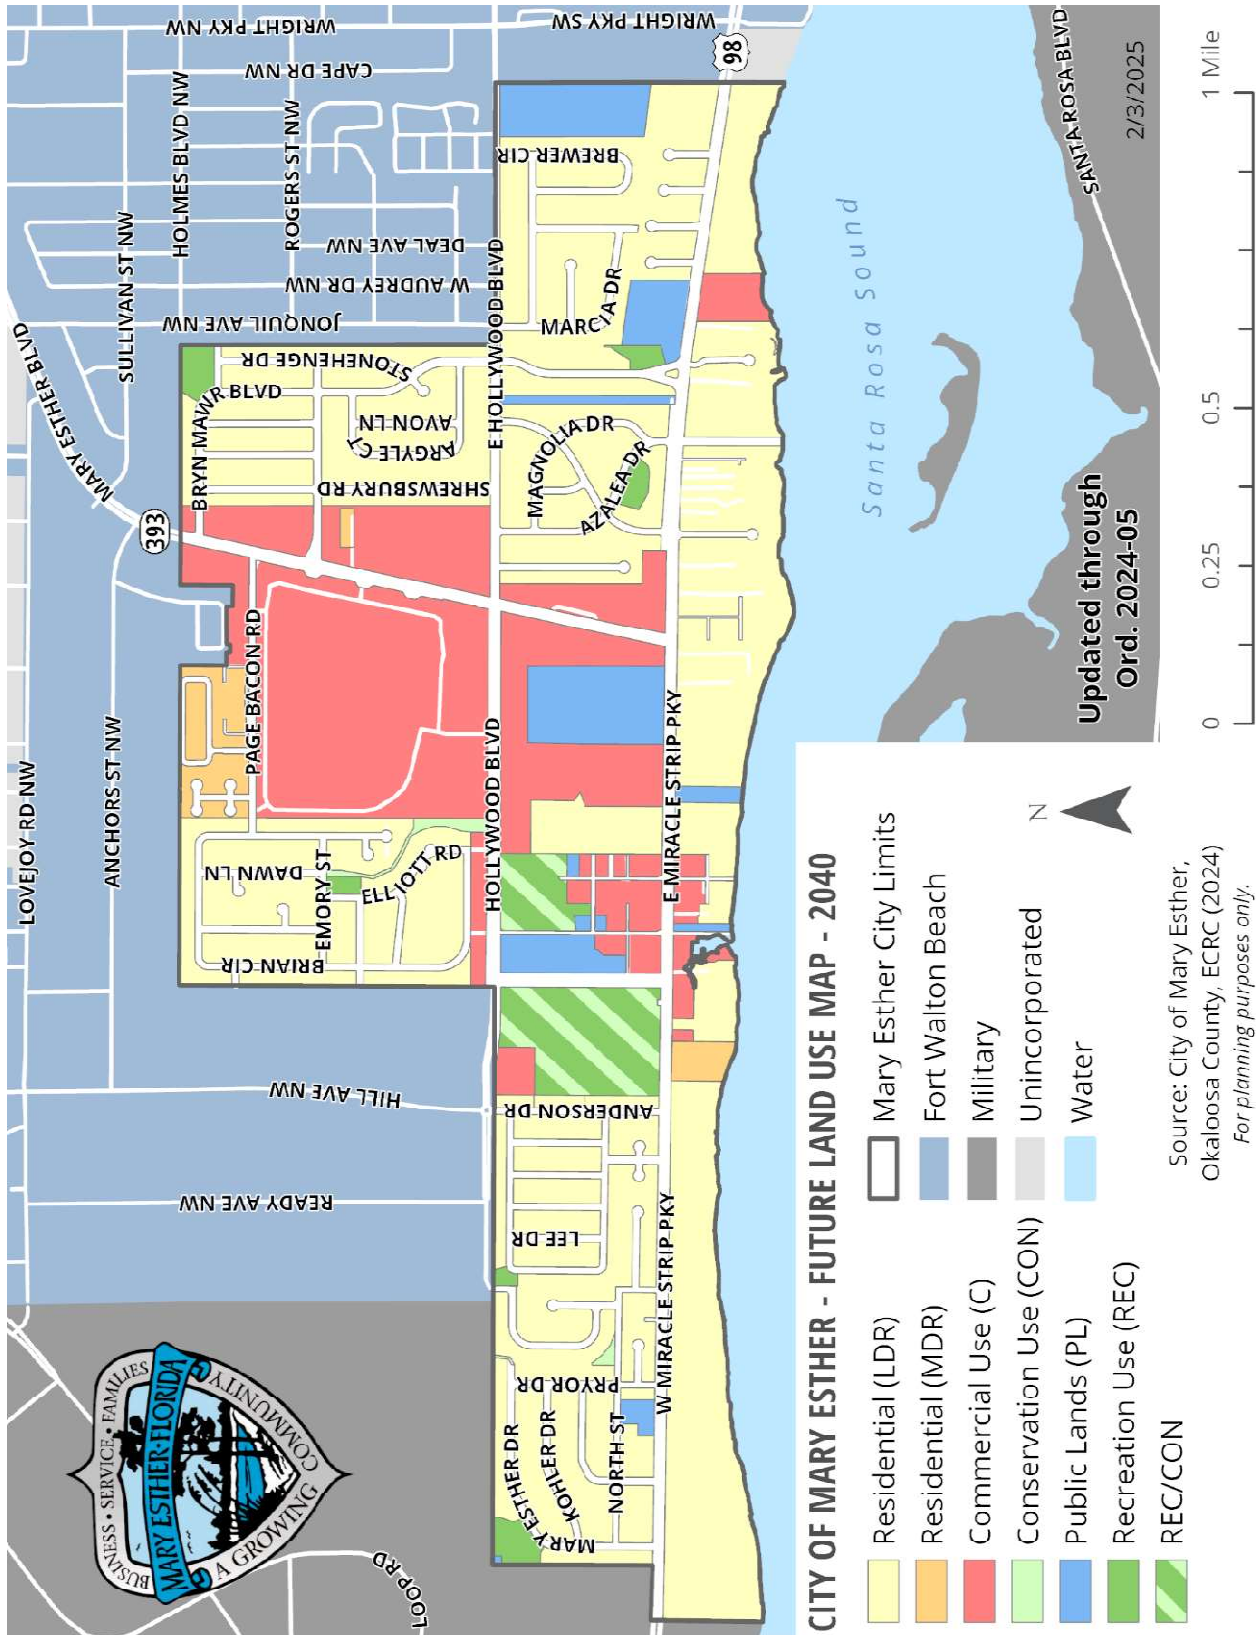 CITY OF MARY ESTHER - FUTURE LAND USE MAP - 2040
Residential (LDR)
Residential (MDR)
Commercial Use (C)
Conservation Use (CON)
Public Lands (PL)
Recreation Use (REC)
REC/CON
Mary Esther City Limits
Fort Walton Beach
Military
Unincorporated
Water
N
Source: City of Mary Esther,
Okaloosa County, ECRC (2024)
For planning purposes only.
Updated through
Ord. 2024-05
2/3/2025
0
0.25
0.5
1 Mile
BUSINESS • SERVICE • FAMILIES
MARY ESTHER • FLORIDA
A GROWING
COMMUNITY
LOOP RD
LOVEJOY RD NW
ANCHORS ST NW
READY AVE NW
HILL AVE NW
MARY ESTHER BLVD
393
SULLIVAN ST NW
HOLMES BLVD NW
ROGERS ST NW
WRIGHT PKY NW
WRIGHT PKY SW
CAPE DR NW
DEAL AVE NW
W AUDREY DR NW
JONQUIL AVE NW
98
BRYN MAWR BLVD
STONEHENGE DR
AVON LN
ARGYLE CT
SHREWSBURY RD
PAGE BACON RD
DAWN LN
EMORY ST
ELLIOTT RD
BRIAN CIR
HOLLYWOOD BLVD
E HOLLYWOOD BLVD
BREWER CIR
MARCIA DR
MAGNOLIA DR
AZALEA DR
ANDERSON DR
LEE DR
PRYOR DR
MARY ESTHER DR
KOHLER DR
NORTH ST
MARY
W MIRACLE STRIP PKY
E MIRACLE STRIP PKY
Santa Rosa Sound
SANTA ROSA BLVD
SANTA ROSA BLVD